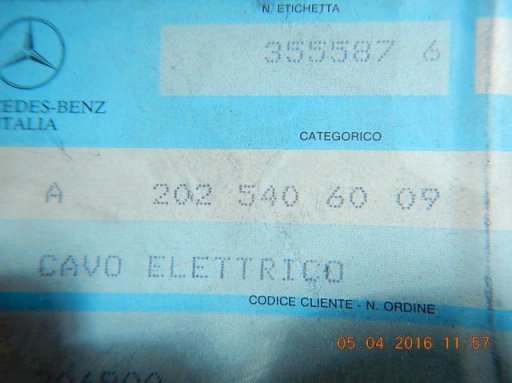 N. ETICHETTA
355587 6
CEDES-BENZ
ITALIA
CATEGORICO
A 202 540 60 09
CAVO ELETTRICO
CODICE CLIENTE - N. ORDINE
05.04.2016 11:57